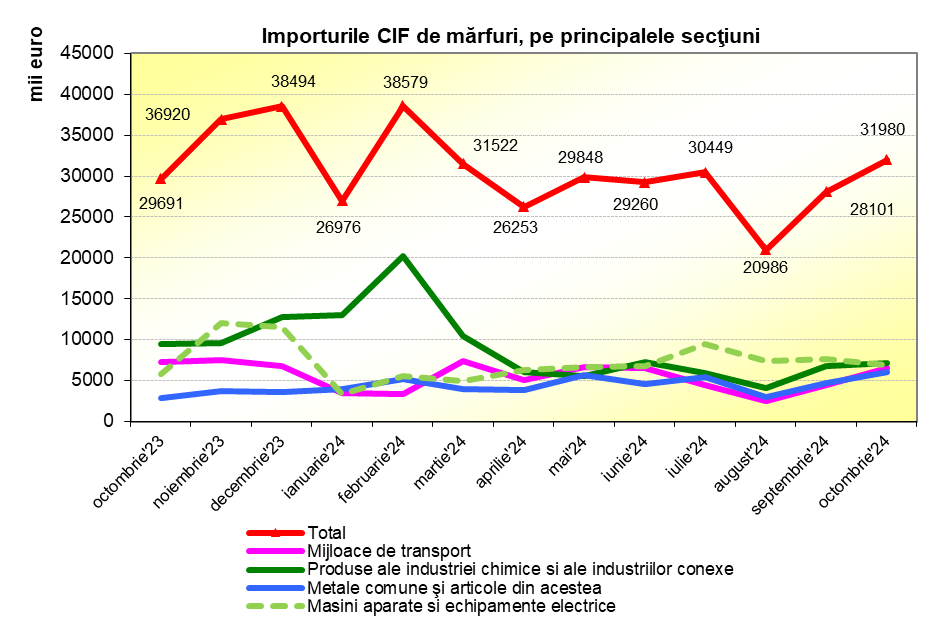 Importurile CIF de mărfuri, pe principalele secţiuni
mii euro
45000
40000
35000
30000
25000
20000
15000
10000
5000
0
29691
36920
38494
26976
38579
31522
26253
29848
29260
30449
20986
28101
31980
octombrie'23
noiembrie'23
decembrie'23
ianuarie'24
februarie'24
martie'24
aprilie'24
mai'24
iunie'24
iulie'24
august'24
septembrie'24
octombrie'24
Total
Mijloace de transport
Produse ale industriei chimice si ale industriilor conexe
Metale comune şi articole din acestea
Masini aparate si echipamente electrice